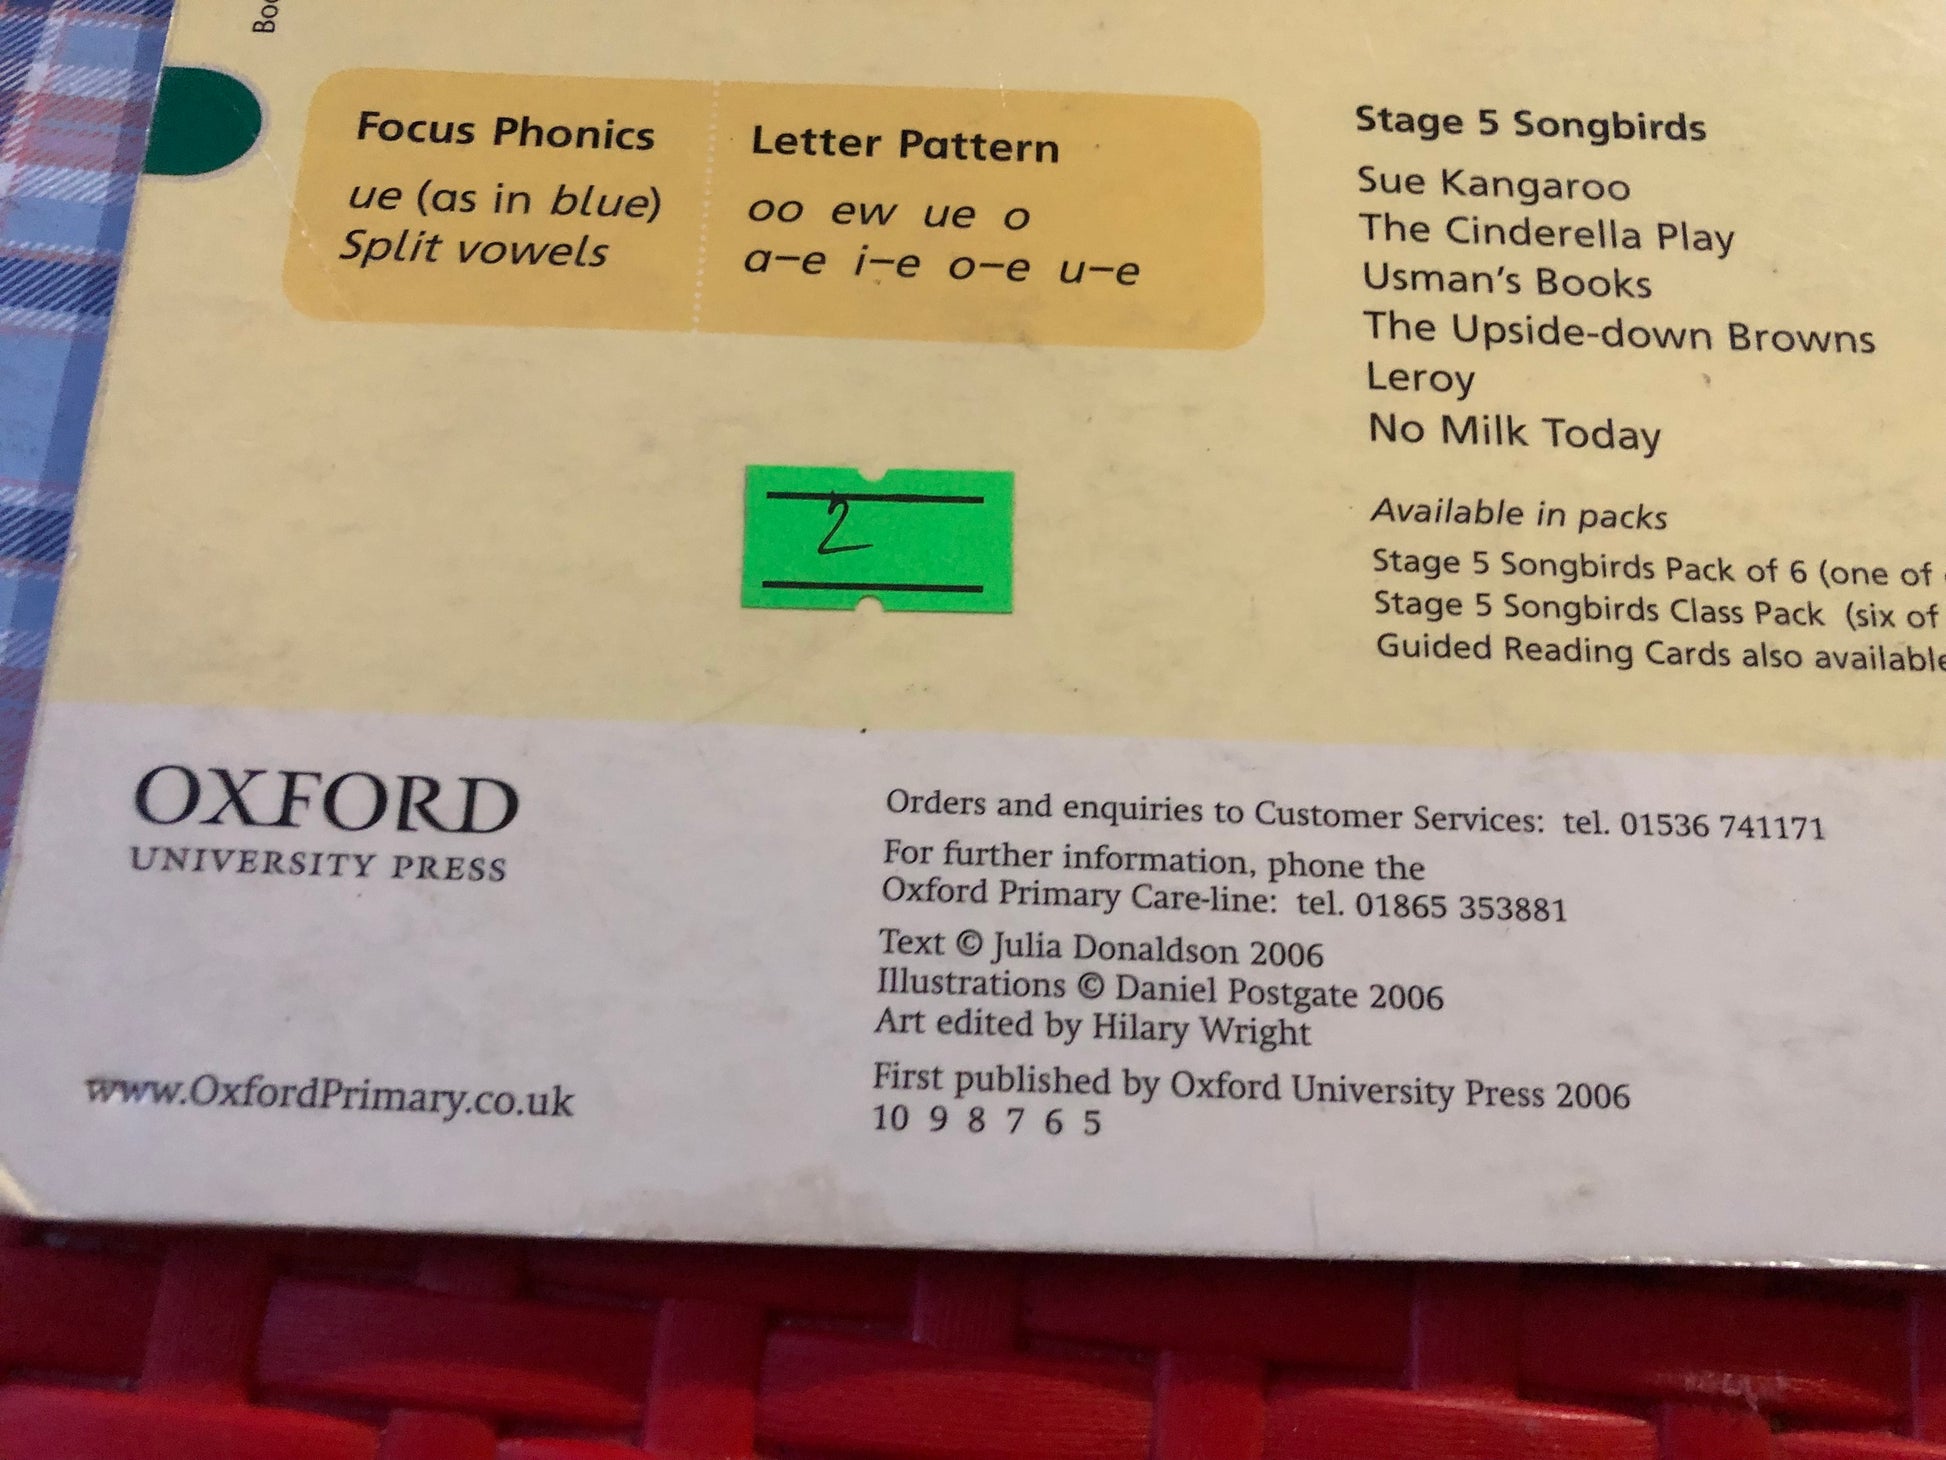 Focus Phonics
ue (as in blue)
Split vowels
Letter Pattern
oo ew ue o
a–e i–e o–e u–e
Stage 5 Songbirds
Sue Kangaroo
The Cinderella Play
Usman's Books
The Upside-down Browns
Leroy
No Milk Today
Available in packs
Stage 5 Songbirds Pack of 6 (one of
Stage 5 Songbirds Class Pack (six of
Guided Reading Cards also available
2
OXFORD
UNIVERSITY PRESS
www.OxfordPrimary.co.uk
Orders and enquiries to Customer Services: tel. 01536 741171
For further information, phone the
Oxford Primary Care-line: tel. 01865 353881
Text © Julia Donaldson 2006
Illustrations © Daniel Postgate 2006
Art edited by Hilary Wright
First published by Oxford University Press 2006
10 9 8 7 6 5